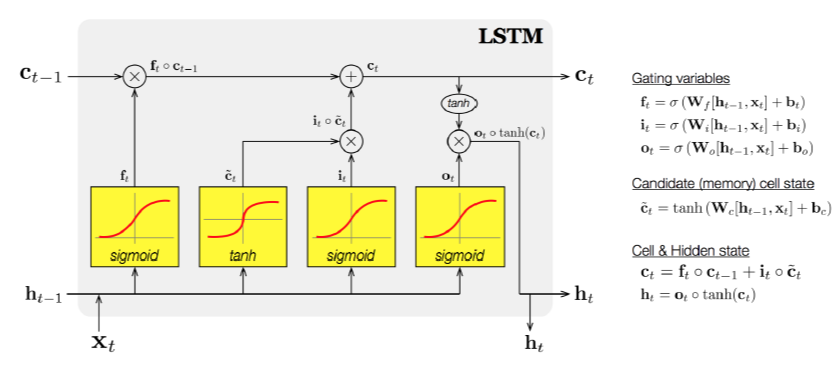 LSTM
c_{t-1}
f_t ∘ c_{t-1}
c_t
c_t
tanh
i_t ∘ c̃_t
o_t ∘ tanh(c_t)
f_t
c̃_t
i_t
o_t
sigmoid
tanh
sigmoid
sigmoid
h_{t-1}
h_t
x_t
h_t
Gating variables
f_t = σ (W_f[h_{t-1}, x_t] + b_t)
i_t = σ (W_i[h_{t-1}, x_t] + b_i)
o_t = σ (W_o[h_{t-1}, x_t] + b_o)
Candidate (memory) cell state
c̃_t = tanh (W_c[h_{t-1}, x_t] + b_c)
Cell & Hidden state
c_t = f_t ∘ c_{t-1} + i_t ∘ c̃_t
h_t = o_t ∘ tanh(c_t)